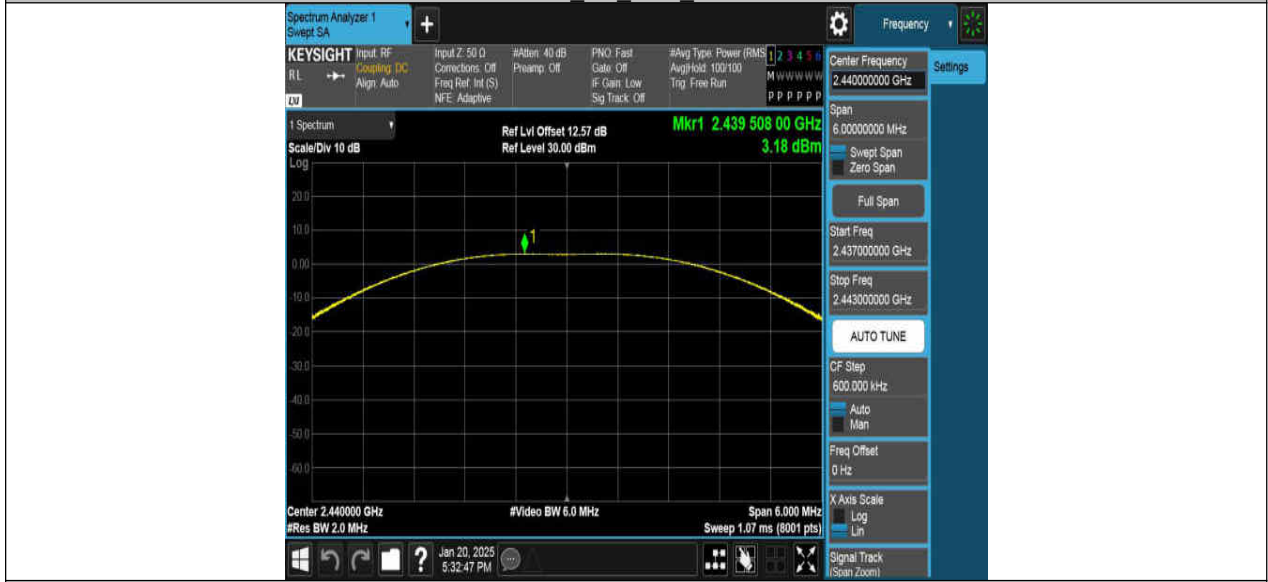 Spectrum Analyzer 1
Swept SA
+
Frequency
KEYSIGHT
RL
Input: RF
Coupling: DC
Align: Auto
Input Z: 50 Ω
Corrections: Off
Freq Ref: Int (S)
NFE: Adaptive
#Atten: 40 dB
Preamp: Off
PNO: Fast
Gate: Off
IF Gain: Low
Sig Track: Off
#Avg Type: Power (RMS
Avg|Hold: 100/100
Trig: Free Run
1 2 3 4 5 6
M W W W W W
P P P P P P
Center Frequency
2.440000000 GHz
Settings
Span
6.00000000 MHz
Swept Span
Zero Span
Full Span
Start Freq
2.437000000 GHz
Stop Freq
2.443000000 GHz
AUTO TUNE
CF Step
600.000 kHz
Auto
Man
Freq Offset
0 Hz
X Axis Scale
Log
Lin
Signal Track
(Span Zoom)
1 Spectrum
Scale/Div 10 dB
Log
Ref Lvl Offset 12.57 dB
Ref Level 30.00 dBm
Mkr1 2.439 508 00 GHz
3.18 dBm
20.0
10.0
1
0.00
-10.0
-20.0
-30.0
-40.0
-50.0
-60.0
Center 2.440000 GHz
#Res BW 2.0 MHz
#Video BW 6.0 MHz
Span 6.000 MHz
Sweep 1.07 ms (8001 pts)
?
Jan 20, 2025
5:32:47 PM